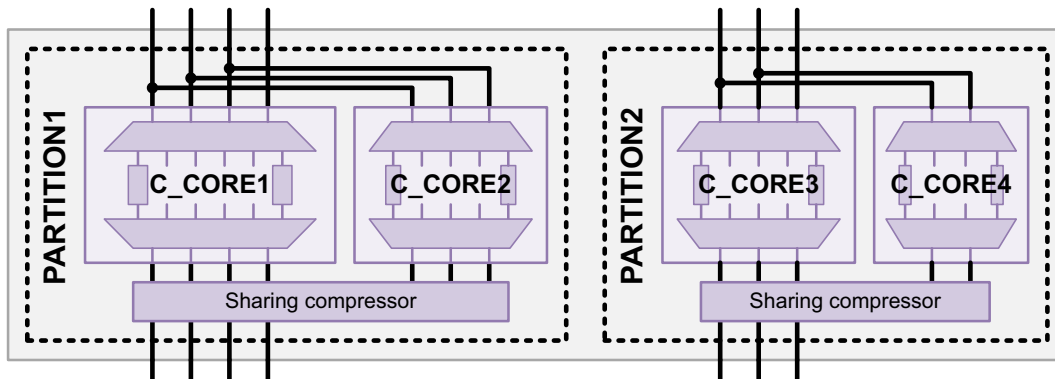 PARTITION1
C_CORE1
C_CORE2
Sharing compressor
PARTITION2
C_CORE3
C_CORE4
Sharing compressor